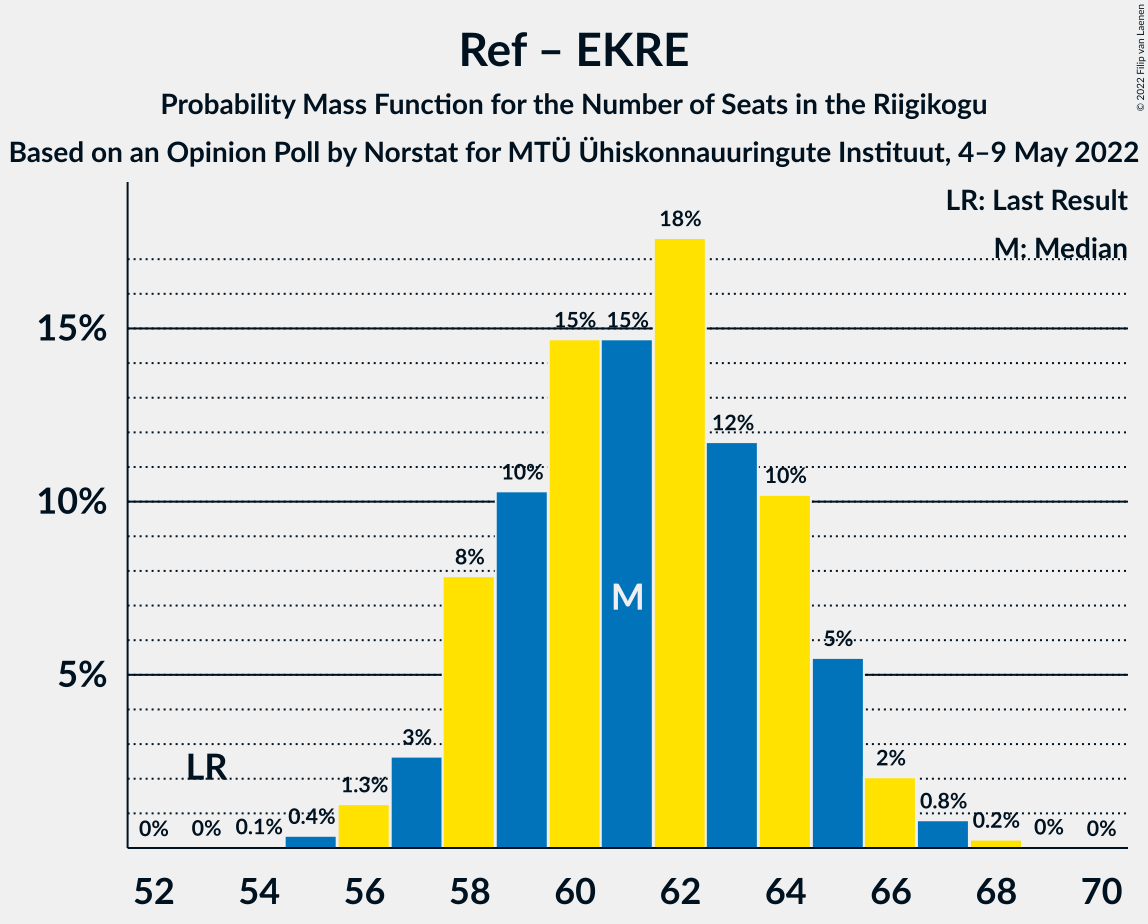 Ref – EKRE
Probability Mass Function for the Number of Seats in the Riigikogu
Based on an Opinion Poll by Norstat for MTÜ Ühiskonnauuringute Instituut, 4–9 May 2022
© 2022 Filip van Laenen
LR: Last Result
M: Median
15%
10%
5%
0% 0% 0.1% 0.4% 1.3% 3% 8% 10% 15% 15% 18% 12% 10% 5% 2% 0.8% 0.2% 0% 0%
LR
M
52 54 56 58 60 62 64 66 68 70